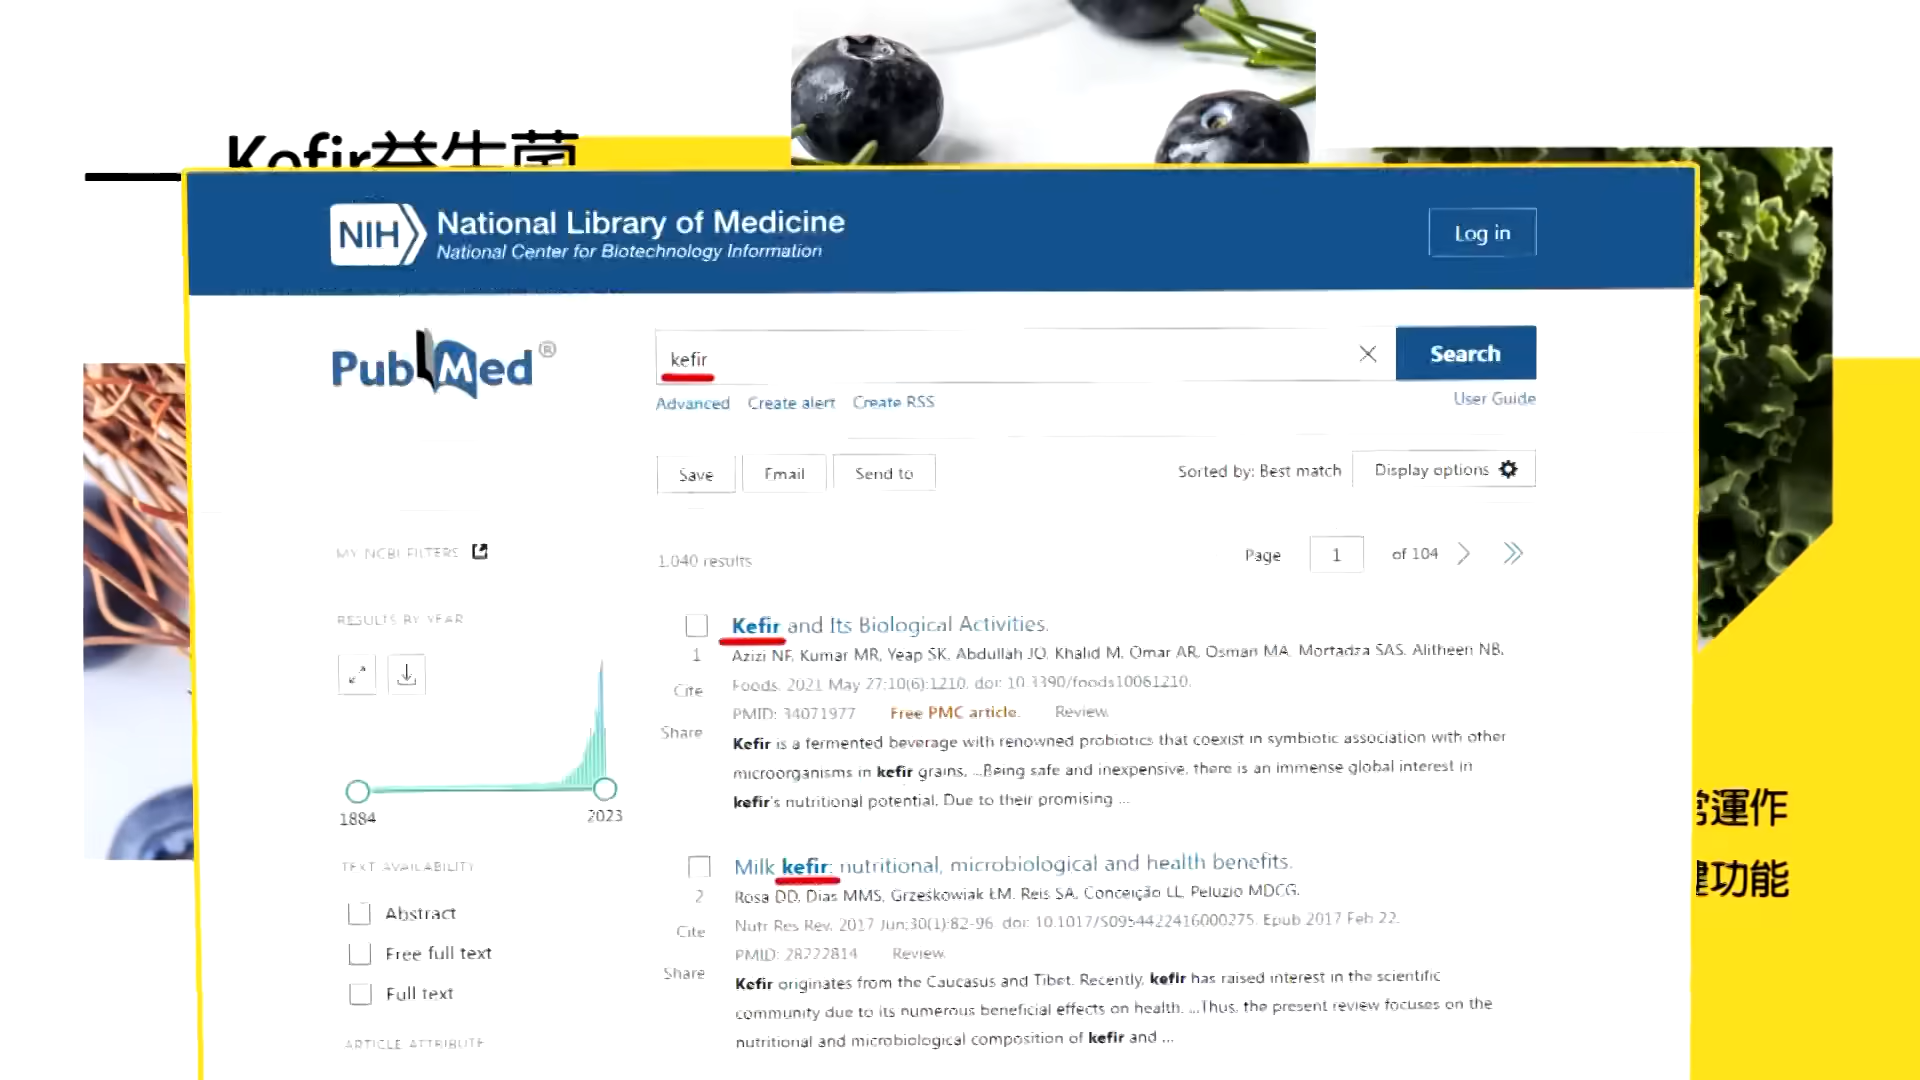 Kefir益生菌
NIH National Library of Medicine
National Center for Biotechnology Information
Log in
PubMed®
kefir
Search
Advanced Create alert Create RSS
User Guide
Save Email Send to
Sorted by: Best match Display options
MY NCBI FILTERS
1,040 results
Page 1 of 104
RESULTS BY YEAR
1884 2023
TEXT AVAILABILITY
Abstract
Free full text
Full text
ARTICLE ATTRIBUTE
Kefir and Its Biological Activities.
1
Azizi NF, Kumar MR, Yeap SK, Abdullah JO, Khalid M, Omar AR, Osman MA, Mortadza SAS, Alitheen NB.
Cite
Foods. 2021 May 27;10(6):1210. doi: 10.3390/foods10061210.
PMID: 34071977 Free PMC article. Review.
Share
Kefir is a fermented beverage with renowned probiotics that coexist in symbiotic association with other
microorganisms in kefir grains. ...Being safe and inexpensive, there is an immense global interest in
kefir's nutritional potential. Due to their promising ...
Milk kefir: nutritional, microbiological and health benefits.
2
Rosa DD, Dias MMS, Grześkowiak ŁM, Reis SA, Conceição LL, Peluzio MDCG.
Cite
Nutr Res Rev. 2017 Jun;30(1):82-96. doi: 10.1017/S0954422416000275. Epub 2017 Feb 22.
PMID: 28222814 Review.
Share
Kefir originates from the Caucasus and Tibet. Recently, kefir has raised interest in the scientific
community due to its numerous beneficial effects on health. ...Thus, the present review focuses on the
nutritional and microbiological composition of kefir and ...
常運作
功能